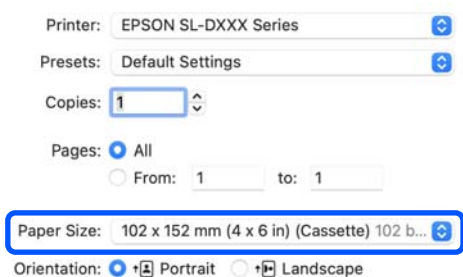 Printer: EPSON SL-DXXX Series
Presets: Default Settings
Copies: 1
Pages: All
From: 1 to: 1
Paper Size: 102 x 152 mm (4 x 6 in) (Cassette) 102 b...
Orientation: Portrait Landscape